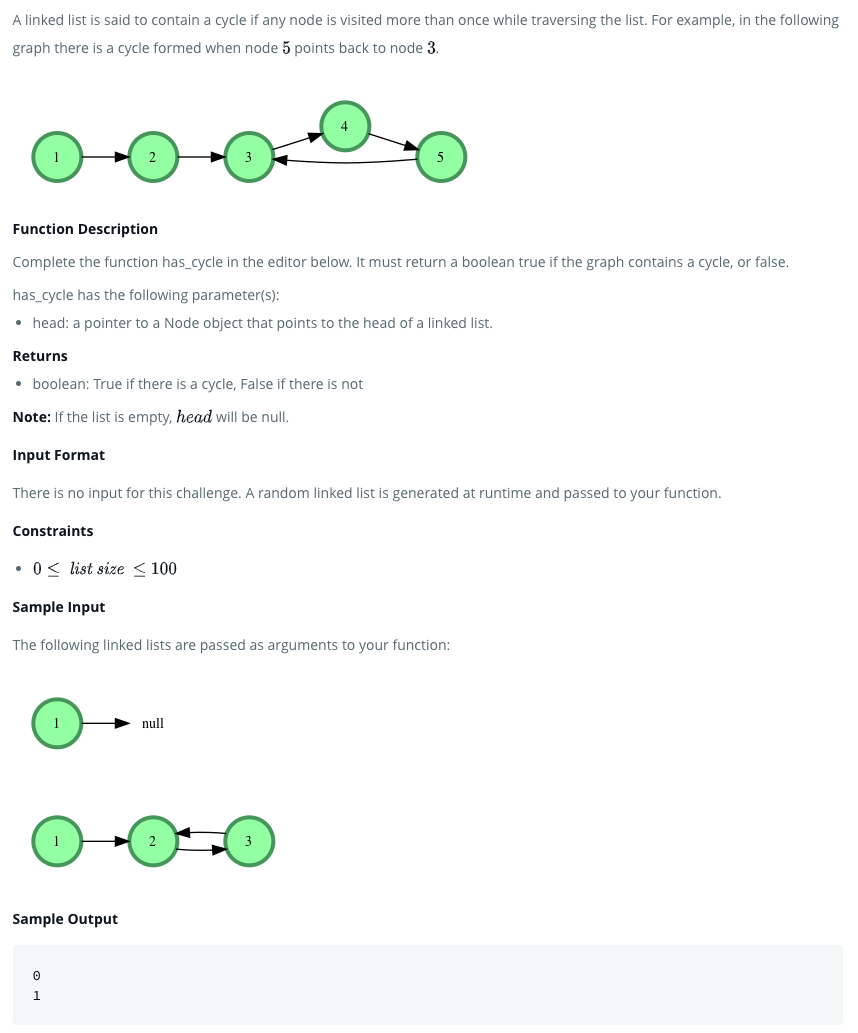 A linked list is said to contain a cycle if any node is visited more than once while traversing the list. For example, in the following
graph there is a cycle formed when node 5 points back to node 3.
1 2 3 4 5
Function Description
Complete the function has_cycle in the editor below. It must return a boolean true if the graph contains a cycle, or false.
has_cycle has the following parameter(s):
• head: a pointer to a Node object that points to the head of a linked list.
Returns
• boolean: True if there is a cycle, False if there is not
Note: If the list is empty, head will be null.
Input Format
There is no input for this challenge. A random linked list is generated at runtime and passed to your function.
Constraints
• 0 ≤ list size ≤ 100
Sample Input
The following linked lists are passed as arguments to your function:
1 null
1 2 3
Sample Output
0
1